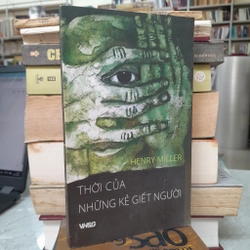 HENRY MILLER
THỜI CỦA
NHỮNG KẺ GIẾT NGƯỜI